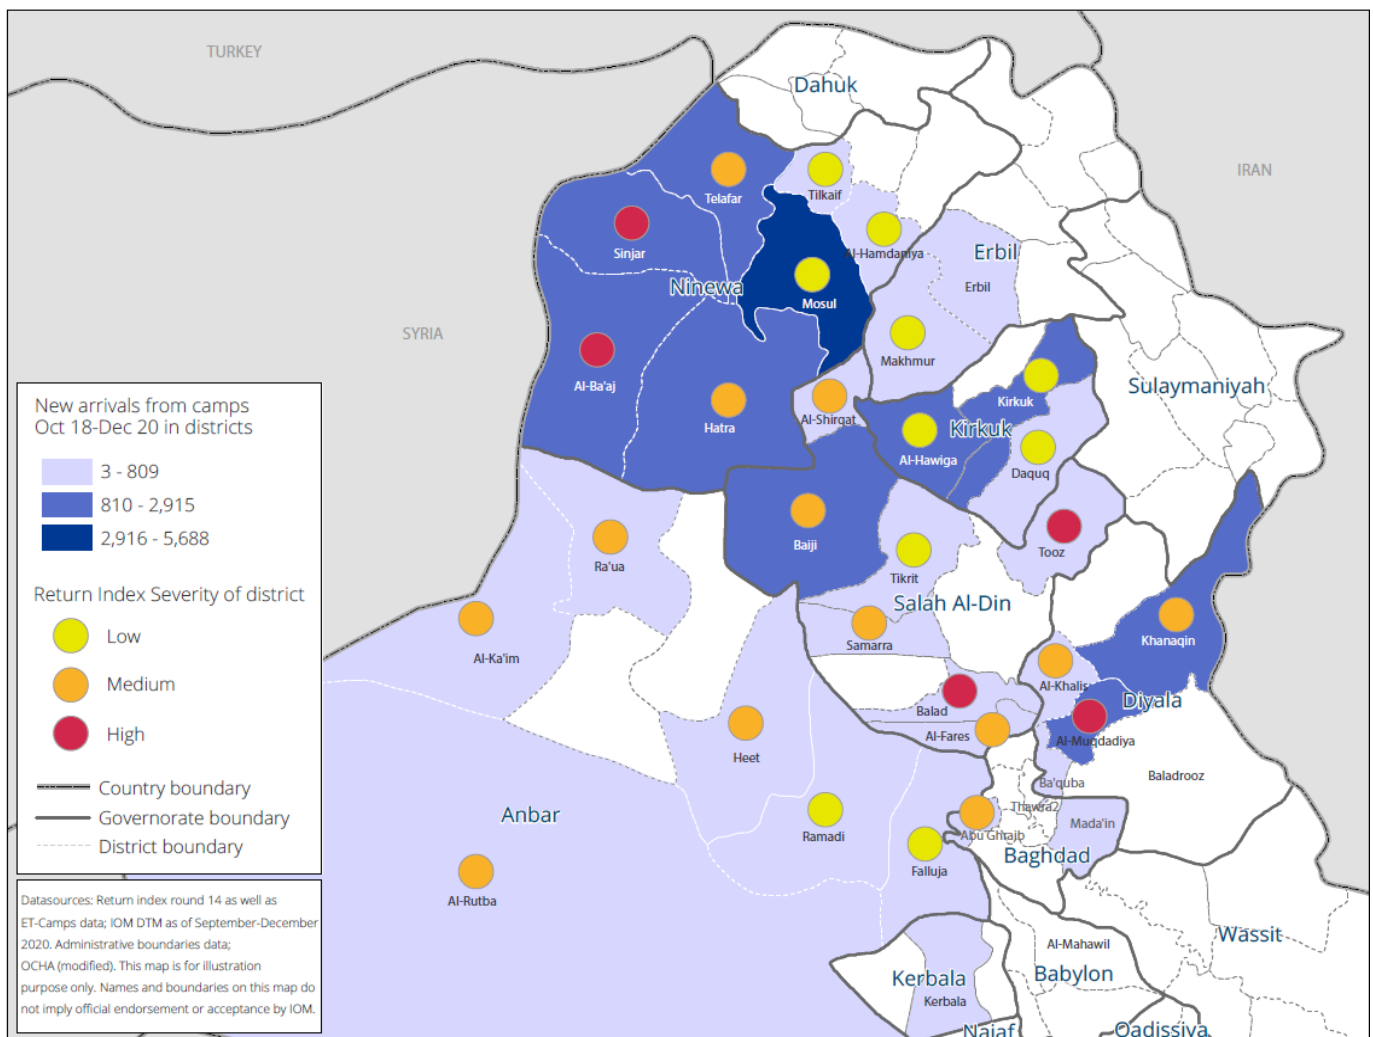 TURKEY
Dahuk
IRAN
Telafar
Tilkaif
Sinjar
Al-Hamdaniya
Erbil
Erbil
Ninewa
Mosul
SYRIA
Makhmur
Al-Ba'aj
Sulaymaniyah
Kirkuk
Hatra
Al-Shirqat
Kirkuk
Al-Hawiga
Daquq
New arrivals from camps
Oct 18-Dec 20 in districts
3 - 809
810 - 2,915
2,916 - 5,688
Return Index Severity of district
Low
Medium
High
Country boundary
Governorate boundary
District boundary
Baiji
Tooz
Ra'ua
Tikrit
Salah Al-Din
Samarra
Khanaqin
Al-Ka'im
Al-Khalis
Diyala
Balad
Al-Fares
Al-Muqdadiya
Heet
Baladrooz
Ba'quba
Thawra2
Anbar
Ramadi
Abu Ghraib
Mada'in
Baghdad
Falluja
Al-Rutba
Wassit
Al-Mahawil
Babylon
Kerbala
Kerbala
Najaf
Qadissiya
Datasources: Return index round 14 as well as
ET-Camps data; IOM DTM as of September-December
2020. Administrative boundaries data;
OCHA (modified). This map is for illustration
purpose only. Names and boundaries on this map do
not imply official endorsement or acceptance by IOM.